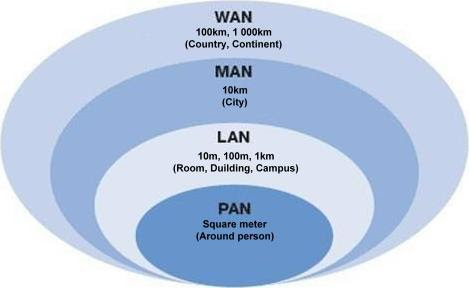 WAN
100km, 1 000km
(Country, Continent)
MAN
10km
(City)
LAN
10m, 100m, 1km
(Room, Duilding, Campus)
PAN
Square meter
(Around person)